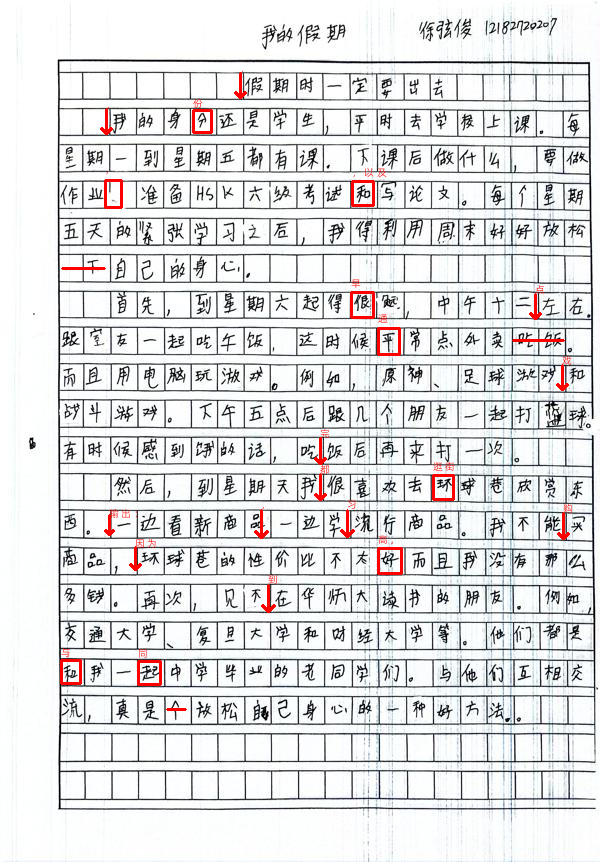 我的假期 徐弦俊 12182720207
假期时一定要出去
份
我的身分还是学生，平时去学校上课。每
星期一到星期五都有课。下课后做什么，要做
，以及
作业！准备HSK六级考试和写论文。每个星期
五天的紧张学习之后，我得利用周末好好放松
一下自己的身心。
早
首先，到星期六起得很晚，中午十二左右。
点
通
跟室友一起吃午饭，这时候平常点外卖吃饭。
戏
而且用电脑玩游戏。例如，原神、足球游戏和
战斗游戏。下午五点后跟几个朋友一起打篮球。
有时候感到饿的话，吃饭后再来打一次。
完
都 逛街
然后，到星期天我很喜欢去环球巷欣赏东
西。一边看新商品一边学流行商品。我不能买
前出 习 购
因为 高，
商品，环球巷的性价比不太好而且我没有那么
到
多钱。再次，见不在华师大读书的朋友。例如，
交通大学、复旦大学和财经大学等。他们都是
与 同
和我一起中学毕业的老同学们。与他们互相交
流，真是个放松自己身心的一种好方法。